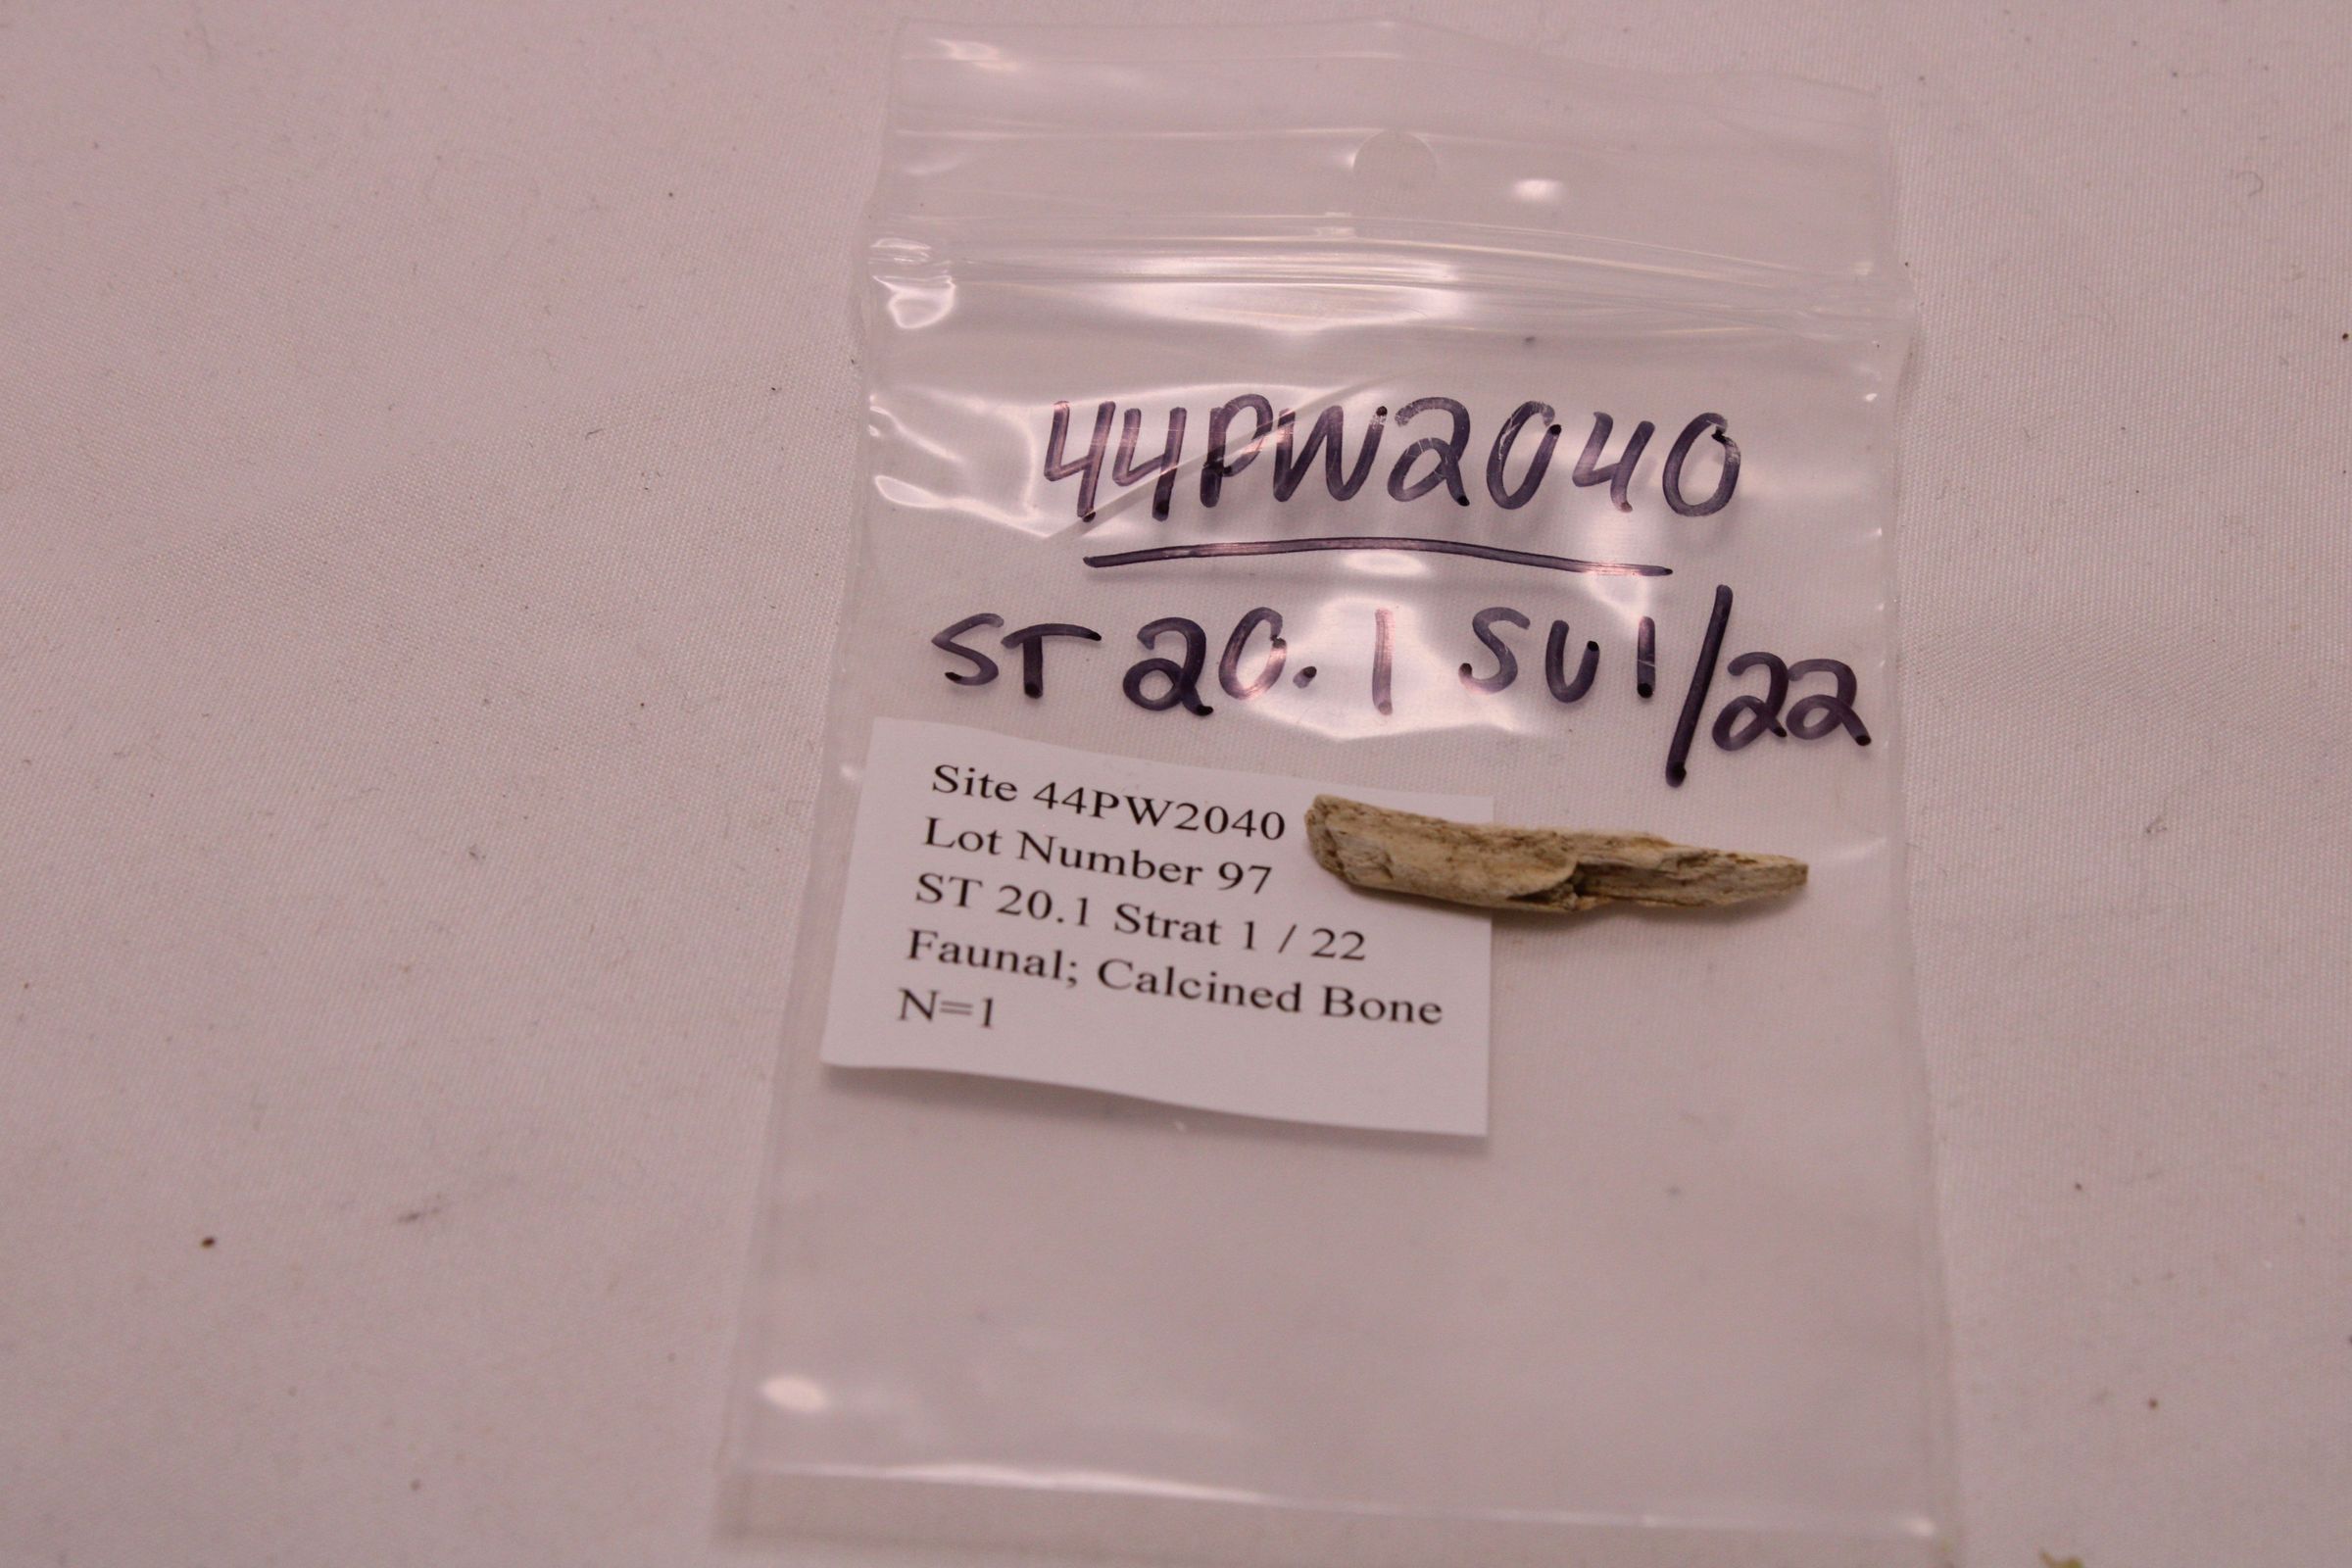 44PW2040
ST 20.1 SU1/22
Site 44PW2040
Lot Number 97
ST 20.1 Strat 1 / 22
Faunal; Calcined Bone
N=1